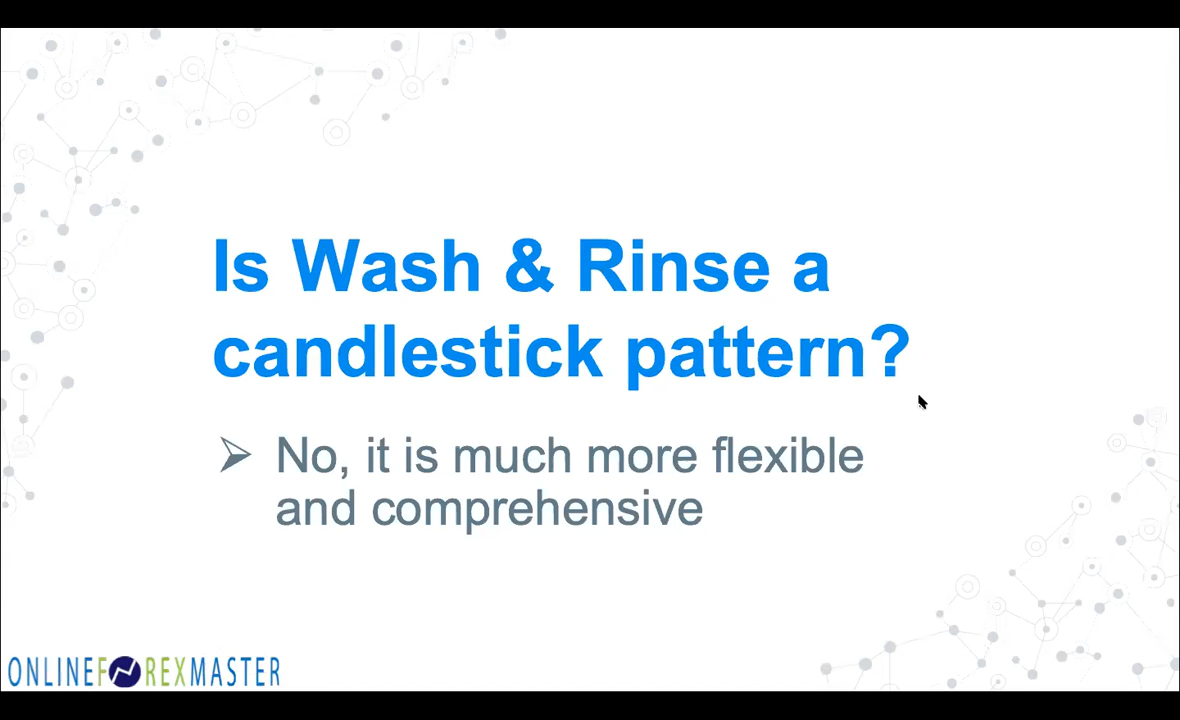 Is Wash & Rinse a
candlestick pattern?
No, it is much more flexible
and comprehensive
ONLINEFOREXMASTER